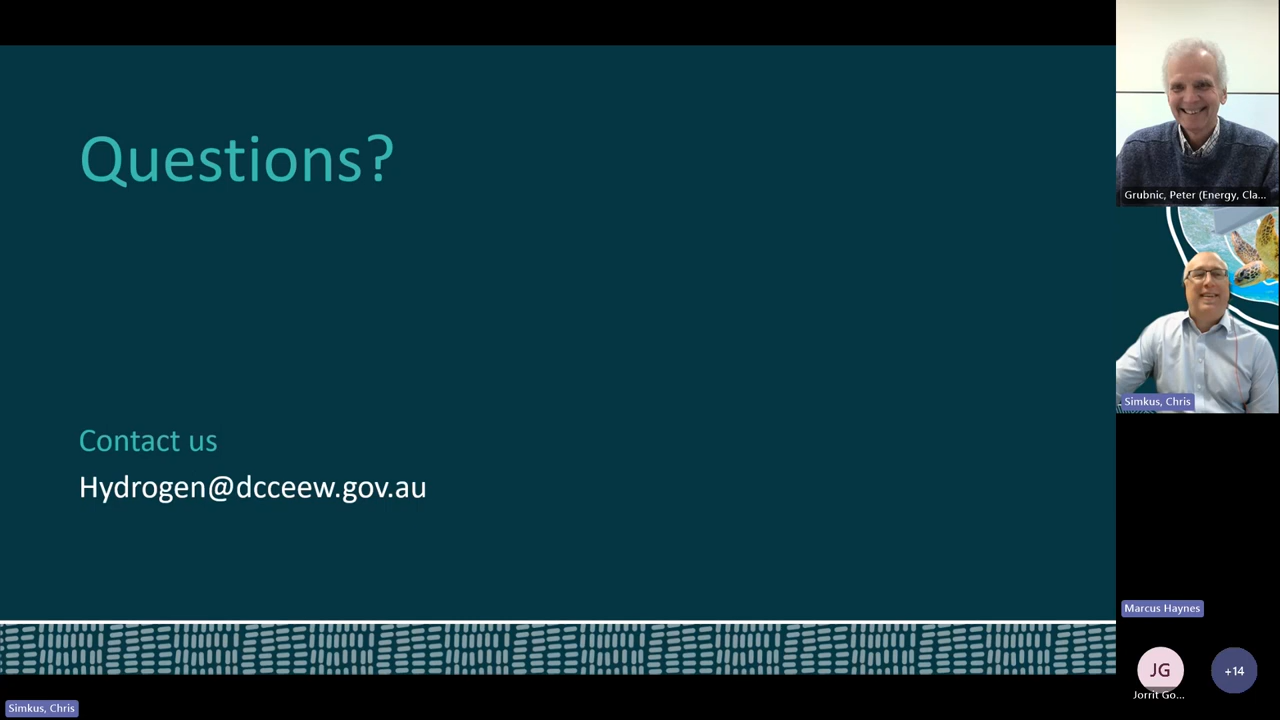 Questions?
Contact us
Hydrogen@dcceew.gov.au
Simkus, Chris
Grubnic, Peter (Energy, Cla...
Simkus, Chris
Marcus Haynes
JG
Jorrit Go...
+14